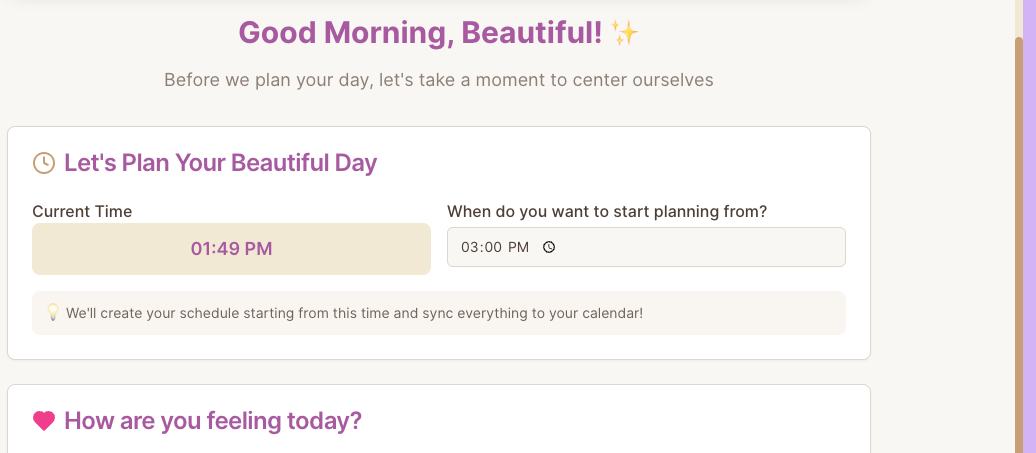 Good Morning, Beautiful! ✨
Before we plan your day, let's take a moment to center ourselves
Let's Plan Your Beautiful Day
Current Time
When do you want to start planning from?
01:49 PM
03:00 PM
💡 We'll create your schedule starting from this time and sync everything to your calendar!
How are you feeling today?